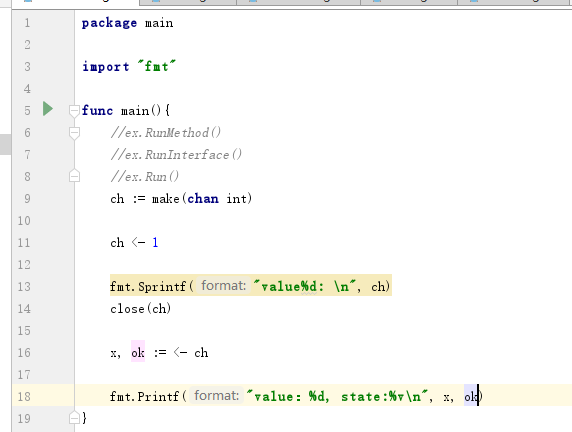 1 package main
2
3 import "fmt"
4
5 func main(){
6 //ex.RunMethod()
7 //ex.RunInterface()
8 //ex.Run()
9 ch := make(chan int)
10
11 ch <- 1
12
13 fmt.Sprintf( format: "value%d: \n", ch)
14 close(ch)
15
16 x, ok := <- ch
17
18 fmt.Printf( format: "value: %d, state:%v\n", x, ok)
19 }